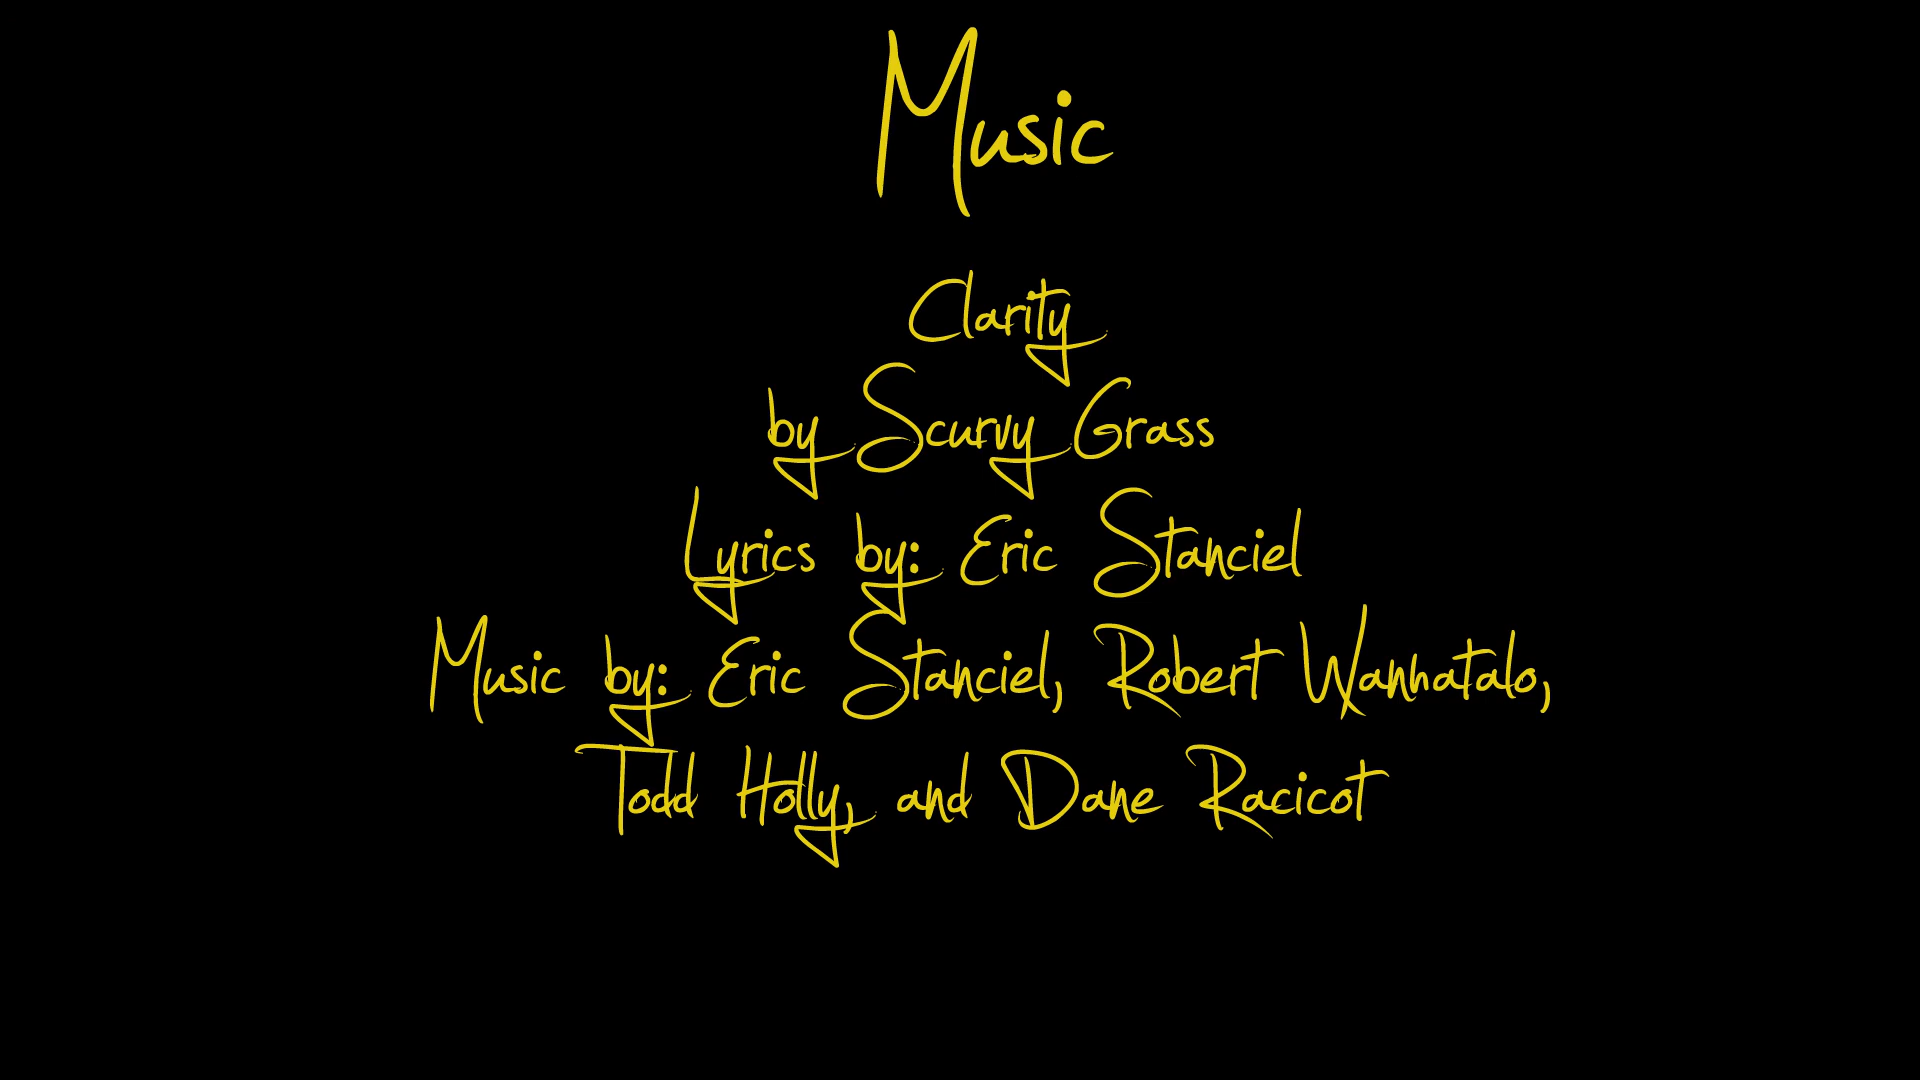 Music
Clarity
by Scurvy Grass
Lyrics by: Eric Stanciel
Music by: Eric Stanciel, Robert Wannatalo,
Todd Holly, and Dane Racicot